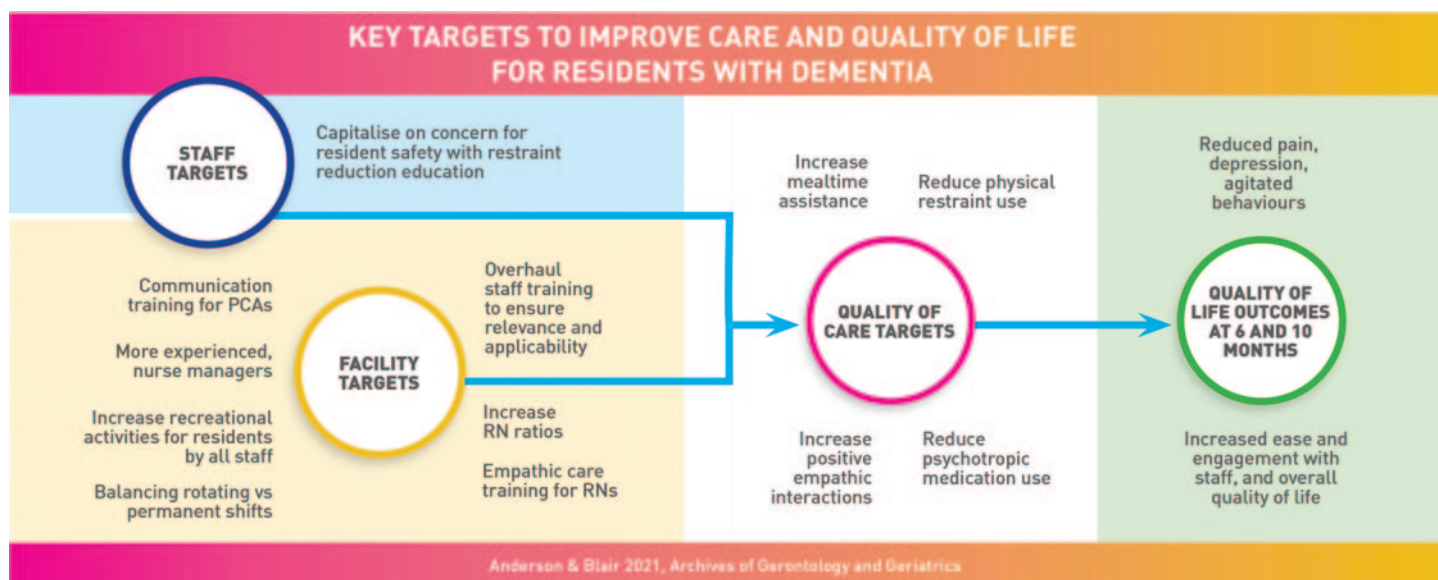 KEY TARGETS TO IMPROVE CARE AND QUALITY OF LIFE
FOR RESIDENTS WITH DEMENTIA
STAFF
TARGETS
Capitalise on concern for
resident safety with restraint
reduction education
Communication
training for PCAs
More experienced,
nurse managers
Increase recreational
activities for residents
by all staff
Balancing rotating vs
permanent shifts
FACILITY
TARGETS
Overhaul
staff training
to ensure
relevance and
applicability
Increase
RN ratios
Empathic care
training for RNs
Increase
mealtime
assistance
Reduce physical
restraint use
QUALITY OF
CARE TARGETS
Increase
positive
empathic
interactions
Reduce
psychotropic
medication use
Reduced pain,
depression,
agitated
behaviours
QUALITY OF
LIFE OUTCOMES
AT 6 AND 10
MONTHS
Increased ease and
engagement with
staff, and overall
quality of life
Anderson & Blair 2021, Archives of Gerontology and Geriatrics